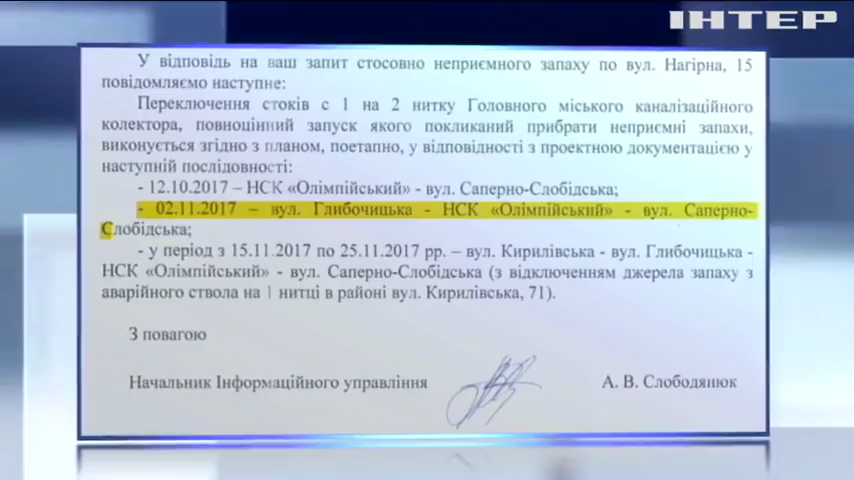 ІНТЕР
У відповідь на ваш запит стосовно неприємного запаху по вул. Нагірна, 15
повідомляємо наступне:
Переключення стоків с 1 на 2 нитку Головного міського каналізаційного
колектора, повноцінний запуск якого покликаний прибрати неприємні запахи,
виконується згідно з планом, поетапно, у відповідності з проектною документацією у
наступній послідовності:
- 12.10.2017 – НСК «Олімпійський» - вул. Саперно-Слобідська;
- 02.11.2017 – вул. Глибочицька - НСК «Олімпійський» - вул. Саперно-
Слобідська;
- у період з 15.11.2017 по 25.11.2017 рр. – вул. Кирилівська - вул. Глибочицька -
НСК «Олімпійський» - вул. Саперно-Слобідська (з відключенням джерела запаху з
аварійного ствола на 1 нитці в районі вул. Кирилівська, 71).
З повагою
Начальник Інформаційного управління
А. В. Слободянюк